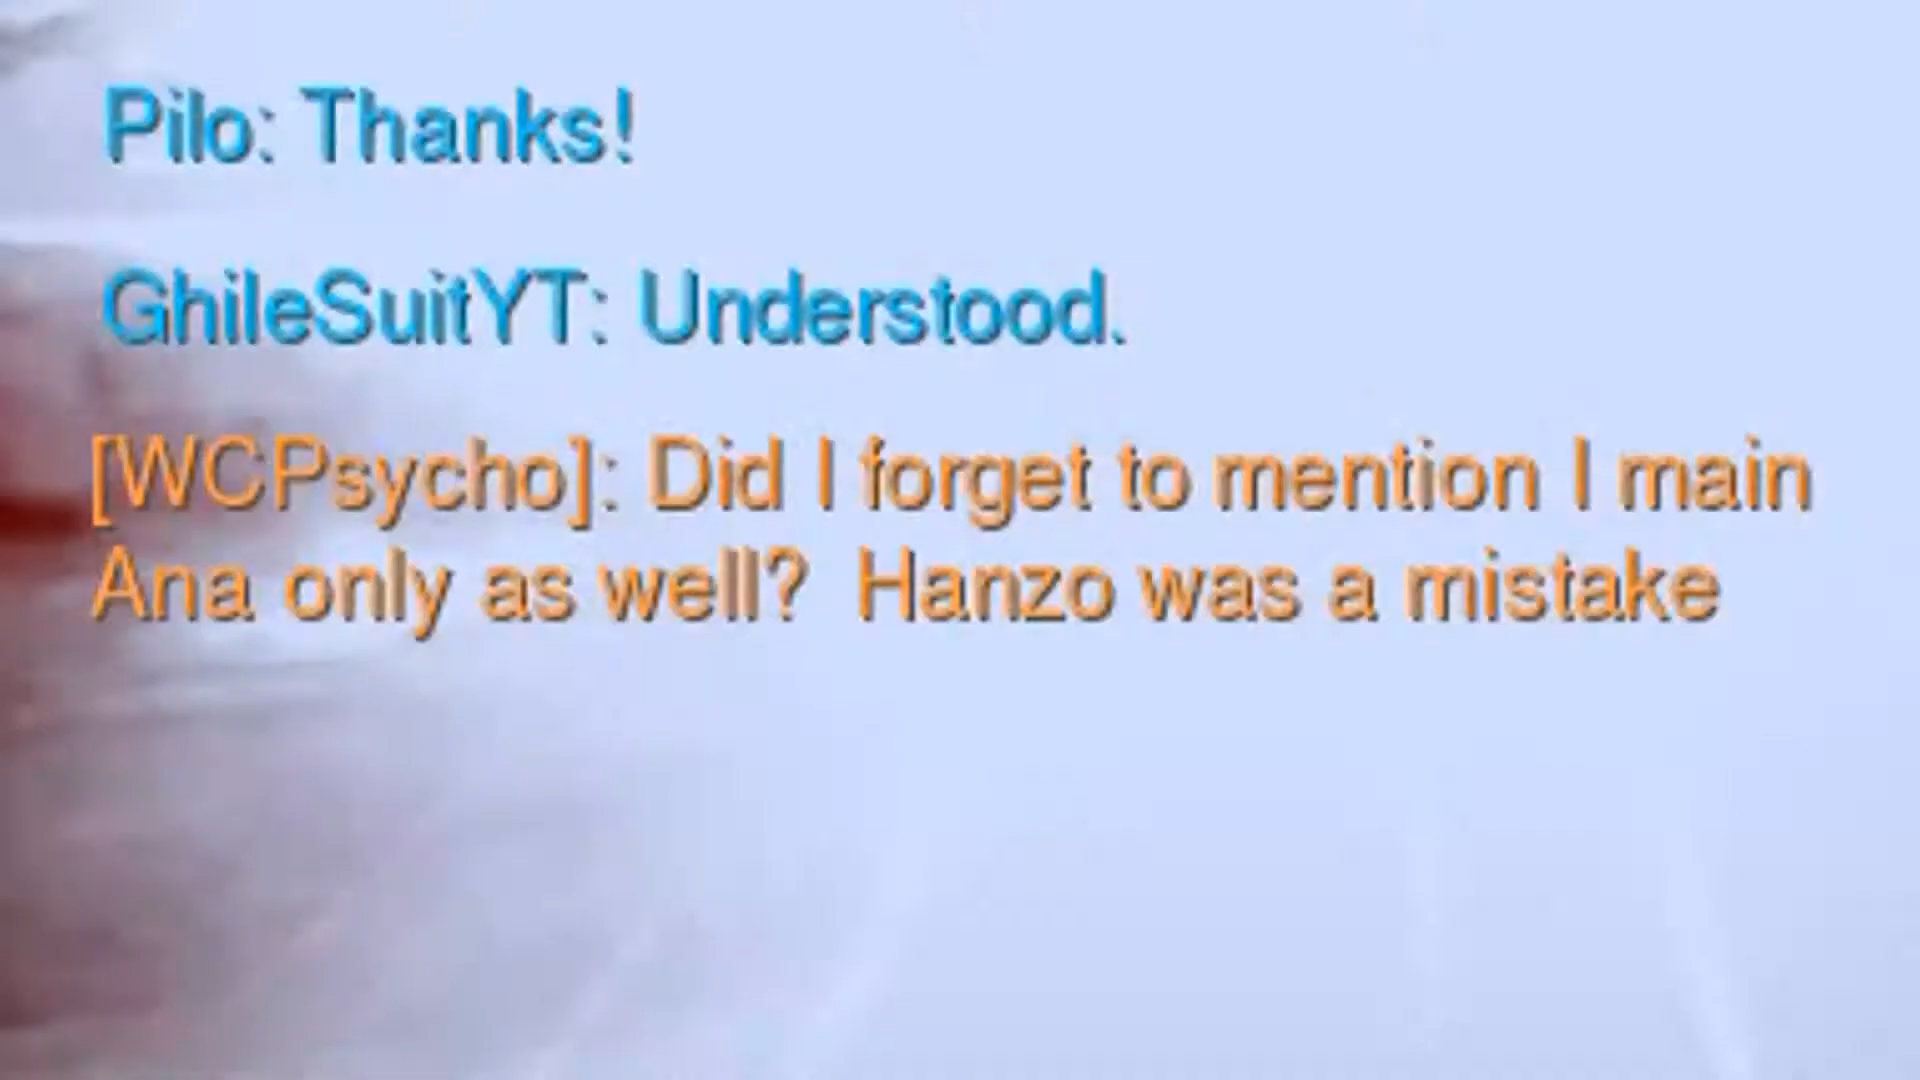 Pilo: Thanks!
GhileSuitYT: Understood.
[WCPsycho]: Did I forget to mention I main
Ana only as well?  Hanzo was a mistake